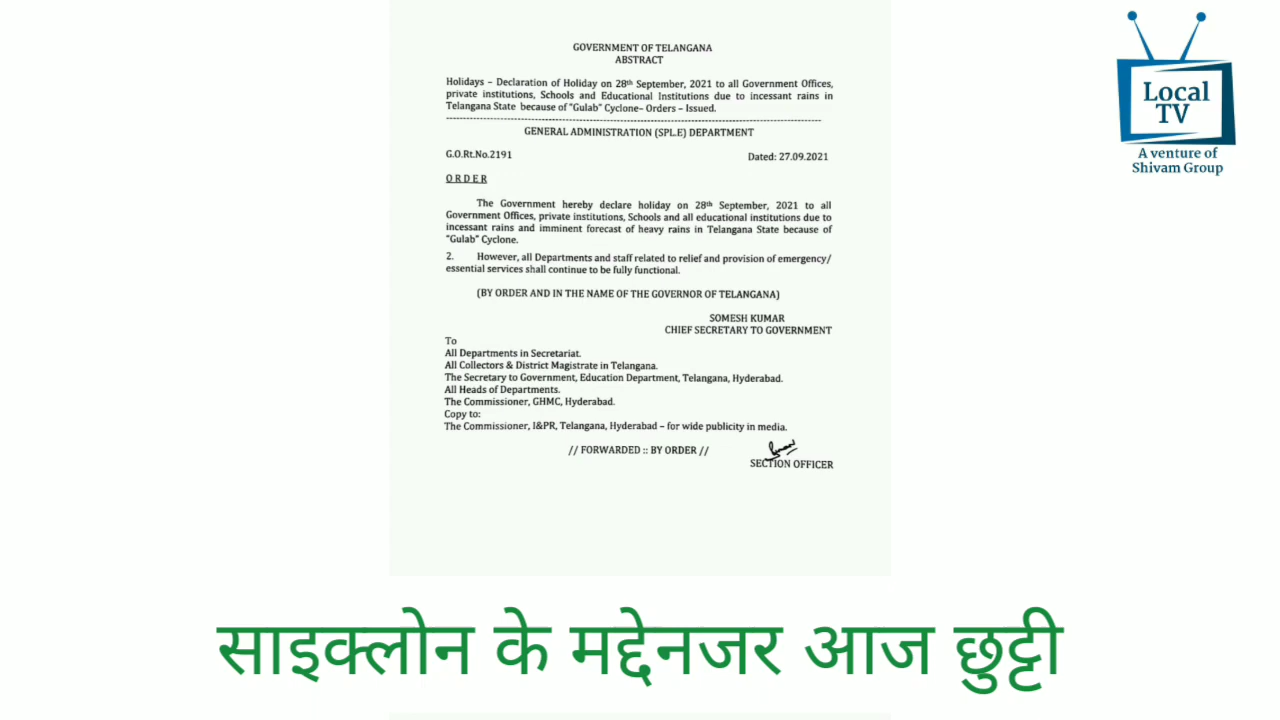 GOVERNMENT OF TELANGANA
ABSTRACT
Holidays – Declaration of Holiday on 28th September, 2021 to all Government Offices,
private institutions, Schools and Educational Institutions due to incessant rains in
Telangana State because of "Gulab" Cyclone– Orders – Issued.
GENERAL ADMINISTRATION (SPL.E) DEPARTMENT
G.O.Rt.No.2191
Dated: 27.09.2021
O R D E R
The Government hereby declare holiday on 28th September, 2021 to all
Government Offices, private institutions, Schools and all educational institutions due to
incessant rains and imminent forecast of heavy rains in Telangana State because of
"Gulab" Cyclone.
2. However, all Departments and staff related to relief and provision of emergency/
essential services shall continue to be fully functional.
(BY ORDER AND IN THE NAME OF THE GOVERNOR OF TELANGANA)
SOMESH KUMAR
CHIEF SECRETARY TO GOVERNMENT
To
All Departments in Secretariat.
All Collectors & District Magistrate in Telangana.
The Secretary to Government, Education Department, Telangana, Hyderabad.
All Heads of Departments.
The Commissioner, GHMC, Hyderabad.
Copy to:
The Commissioner, I&PR, Telangana, Hyderabad – for wide publicity in media.
// FORWARDED :: BY ORDER //
SECTION OFFICER
Local
TV
A venture of
Shivam Group
साइक्लोन के मद्देनजर आज छुट्टी